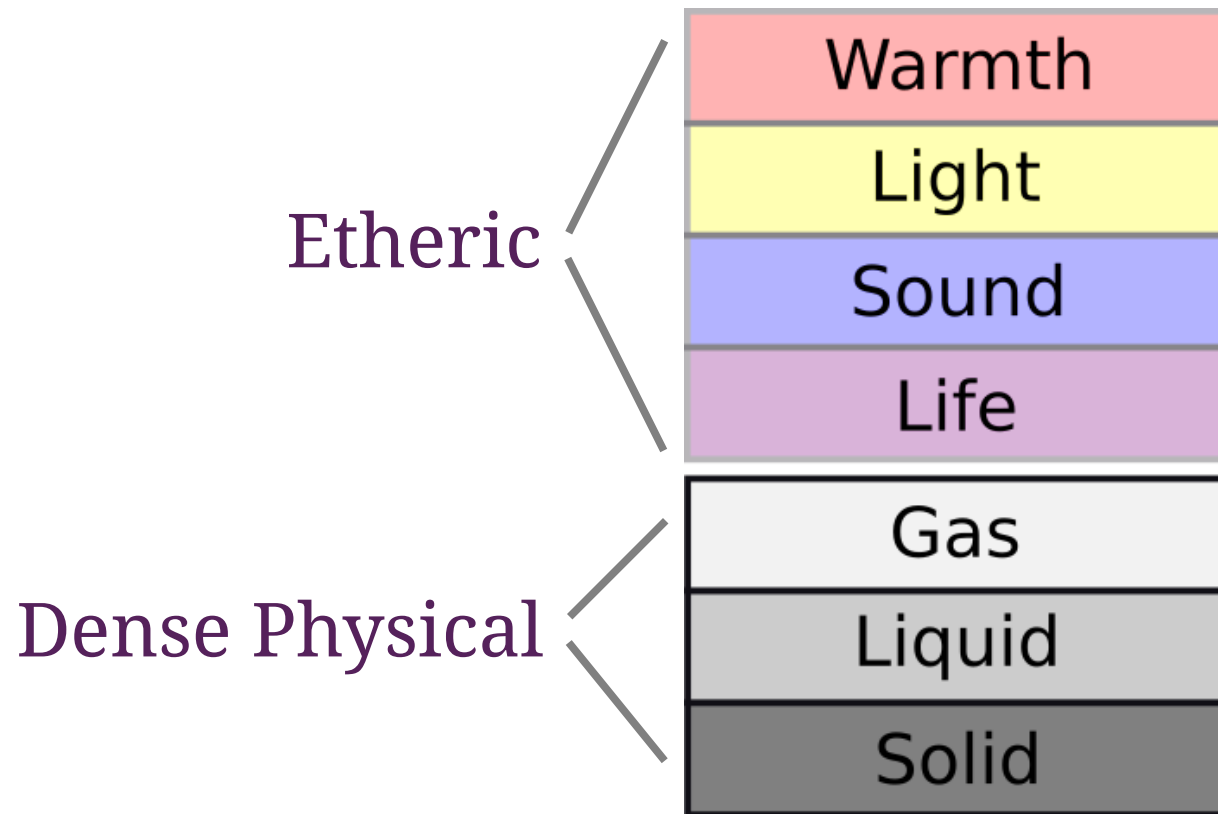 Warmth
Light
Etheric
Sound
Life
Gas
Dense Physical
Liquid
Solid